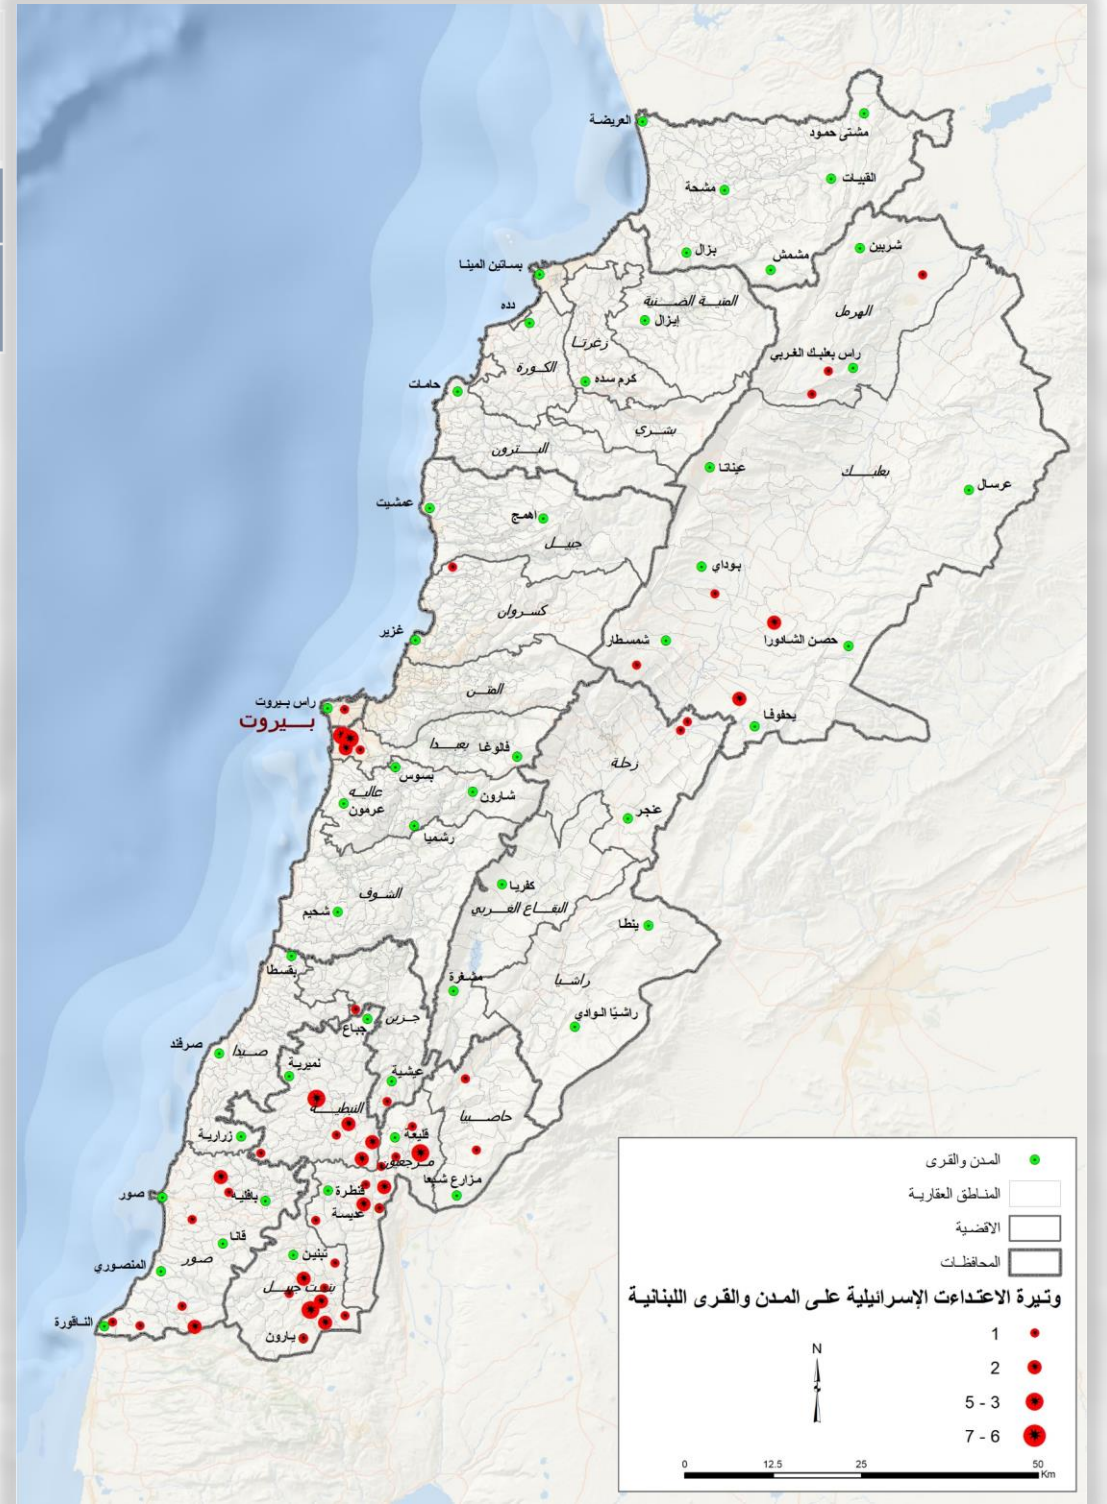 العريضة
مشتى حمود
القبيات
مشحة
بزال
مشمش
شربين
بساتين المينا
المنية الضنية
دده
إيزال
الهرمل
زغرتا
راس بعلبك الغربي
الكورة
كرم سده
حامات
بشري
البترون
عيناتا
بعلبك
عرسال
عمشيت
اهمج
جبيل
بوداي
كسروان
غزير
شمسطار
حصن الشادورا
المتن
راس بيروت
بيروت
يحفوفا
بعبدا
فالوغا
زحلة
بسوس
عاليه
شارون
عرمون
عنجر
رشميا
كفريا
الشوف
البقاع الغربي
شحيم
ينطا
بقسطا
مشغرة
راشيا
جزين
راشيا الوادي
جباع
صرفند
صيدا
نميرية
عيشية
النبطية
حاصبيا
زرارية
قليعة
مرجعيون
مزارع شبعا
صور
بافليه
قنطرة
عديسة
قانا
تبنين
صور
المنصوري
بنت جبيل
الناقورة
يارون
المدن والقرى
المناطق العقارية
الاقضية
المحافظات
وتيرة الاعتداءت الإسرائيلية على المدن والقرى اللبنانية
1
2
5 - 3
7 - 6
N
0 12.5 25 50
Km